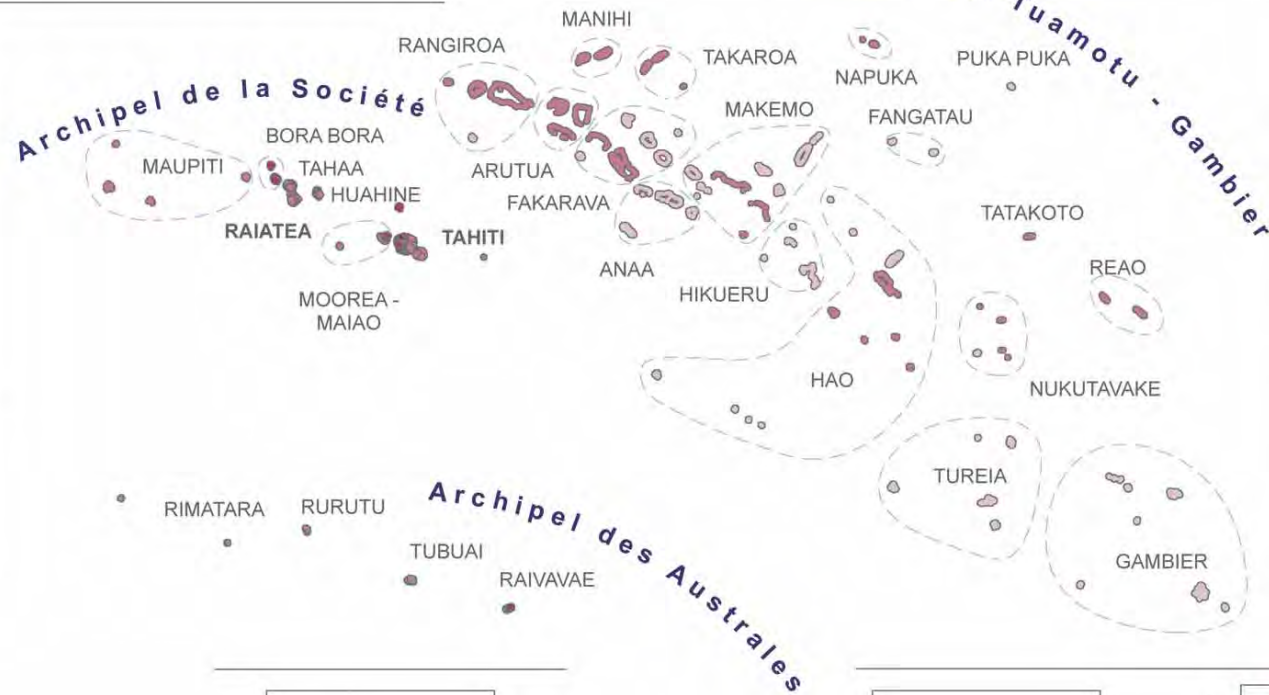 Archipel de la Société
Tuamotu - Gambier
MANIHI
RANGIROA
TAKAROA
NAPUKA
PUKA PUKA
MAKEMO
FANGATAU
BORA BORA
MAUPITI
TAHAA
ARUTUA
HUAHINE
FAKARAVA
RAIATEA
TAHITI
TATAKOTO
ANAA
REAO
HIKUERU
MOOREA -
MAIAO
HAO
NUKUTAVAKE
TUREIA
RIMATARA
RURUTU
Archipel des Australes
TUBUAI
GAMBIER
RAIVAVAE